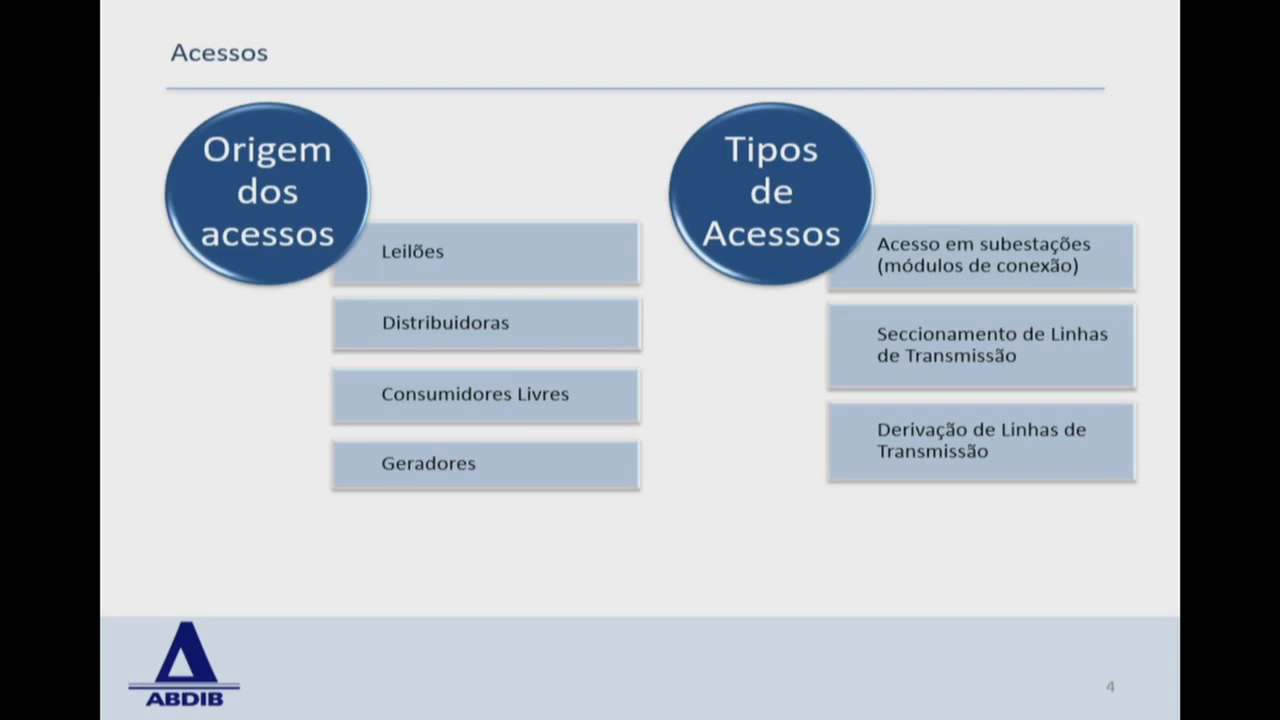 Acessos
Origem
dos
acessos
Leilões
Distribuidoras
Consumidores Livres
Geradores
Tipos
de
Acessos
Acesso em subestações
(módulos de conexão)
Seccionamento de Linhas
de Transmissão
Derivação de Linhas de
Transmissão
ABDIB
4